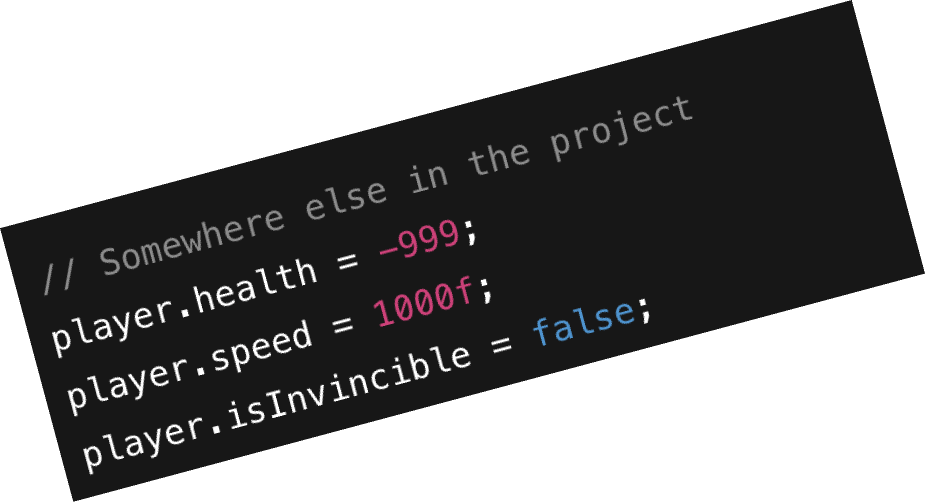 // Somewhere else in the project
player.health = -999;
player.speed = 1000f;
player.isInvincible = false;